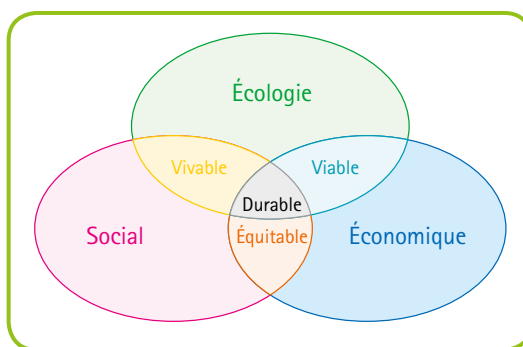 Écologie
Vivable
Viable
Durable
Social
Équitable
Économique